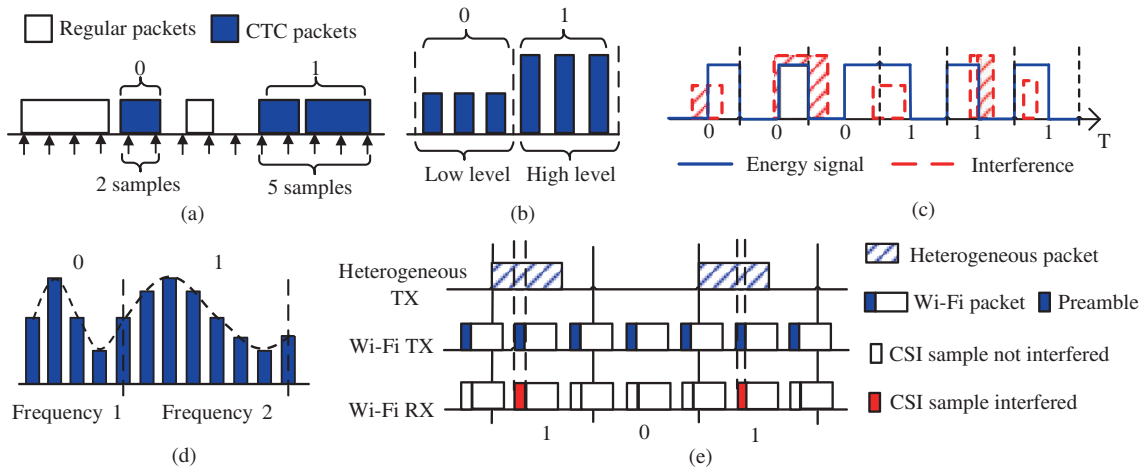 Regular packets
CTC packets
0
1
2 samples
5 samples
(a)
0
1
Low level
High level
(b)
0
0
0
1
1
1
T
Energy signal
Interference
(c)
0
1
Frequency 1
Frequency 2
(d)
Heterogeneous
TX
Wi-Fi TX
Wi-Fi RX
1
0
1
(e)
Heterogeneous packet
Wi-Fi packet
Preamble
CSI sample not interfered
CSI sample interfered